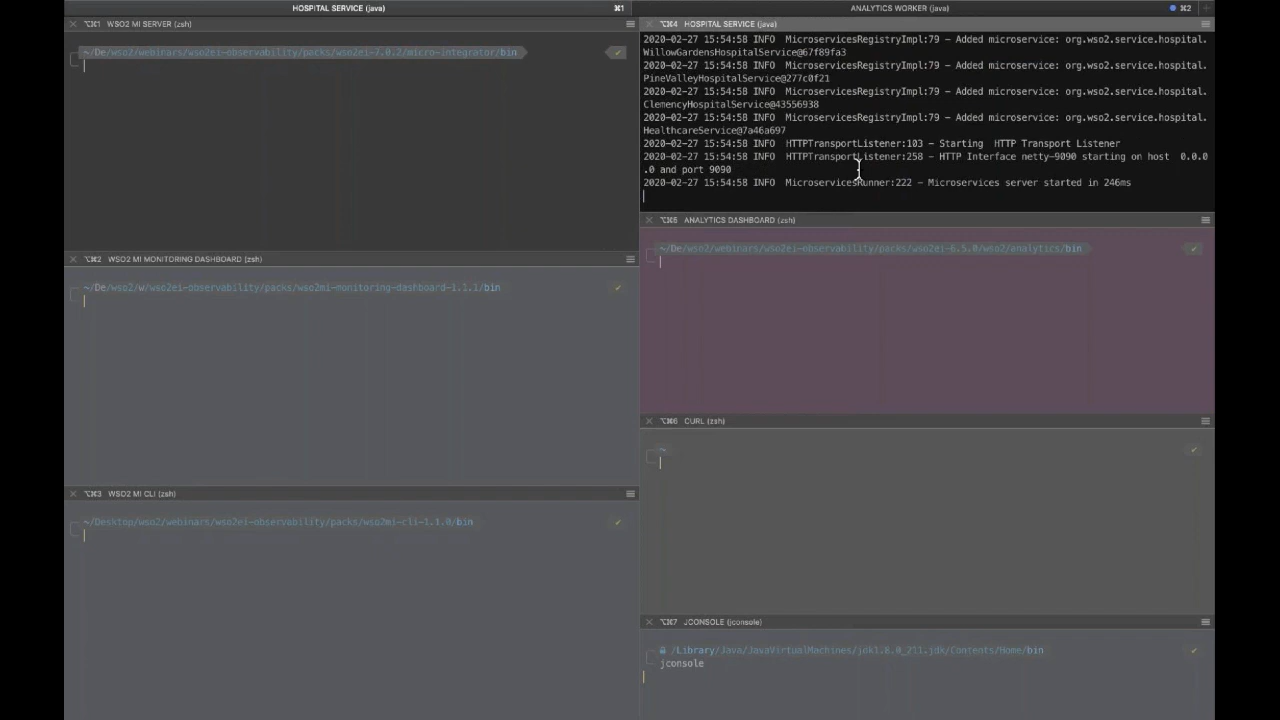 HOSPITAL SERVICE (java) ⌘1
ANALYTICS WORKER (java) ⌘2 +
⌥⌘1 WSO2 MI SERVER (zsh)
~/De/wso2/webinars/wso2ei-observability/packs/wso2ei-7.0.2/micro-integrator/bin ✓
⌥⌘2 WSO2 MI MONITORING DASHBOARD (zsh)
~/De/wso2/w/wso2ei-observability/packs/wso2mi-monitoring-dashboard-1.1.1/bin ✓
⌥⌘3 WSO2 MI CLI (zsh)
~/Desktop/wso2/webinars/wso2ei-observability/packs/wso2mi-cli-1.1.0/bin ✓
⌥⌘4 HOSPITAL SERVICE (java)
2020-02-27 15:54:58 INFO MicroservicesRegistryImpl:79 - Added microservice: org.wso2.service.hospital.
WillowGardensHospitalService@67f89fa3
2020-02-27 15:54:58 INFO MicroservicesRegistryImpl:79 - Added microservice: org.wso2.service.hospital.
PineValleyHospitalService@277c0f21
2020-02-27 15:54:58 INFO MicroservicesRegistryImpl:79 - Added microservice: org.wso2.service.hospital.
ClemencyHospitalService@43556938
2020-02-27 15:54:58 INFO MicroservicesRegistryImpl:79 - Added microservice: org.wso2.service.hospital.
HealthcareService@7a46a697
2020-02-27 15:54:58 INFO HTTPTransportListener:103 - Starting HTTP Transport Listener
2020-02-27 15:54:58 INFO HTTPTransportListener:258 - HTTP Interface netty-9090 starting on host 0.0.0
.0 and port 9090
2020-02-27 15:54:58 INFO MicroservicesRunner:222 - Microservices server started in 246ms
⌥⌘5 ANALYTICS DASHBOARD (zsh)
~/De/wso2/webinars/wso2ei-observability/packs/wso2ei-6.5.0/wso2/analytics/bin ✓
⌥⌘6 CURL (zsh)
~ ✓
⌥⌘7 JCONSOLE (jconsole)
/Library/Java/JavaVirtualMachines/jdk1.8.0_211.jdk/Contents/Home/bin ✓
jconsole